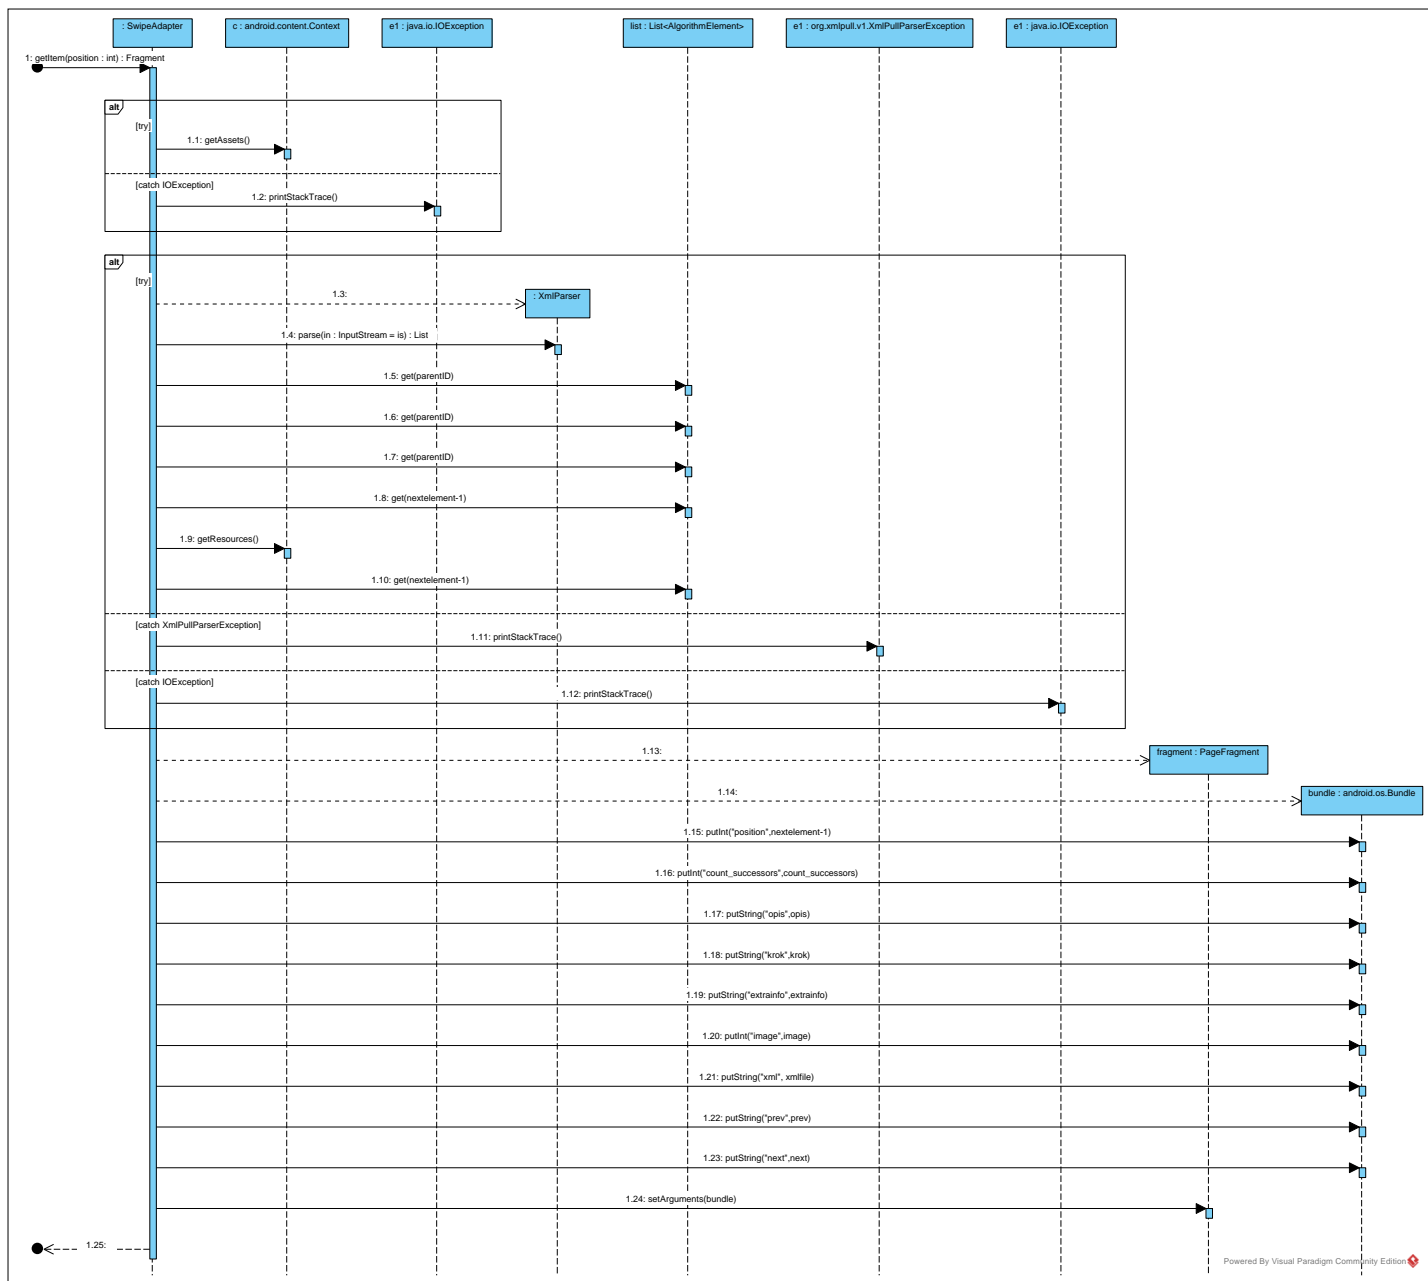 : SwipeAdapter
c : android.content.Context
e1 : java.io.IOException
list : List<AlgorithmElement>
e1 : org.xmlpull.v1.XmlPullParserException
e1 : java.io.IOException
1: getItem(position : int) : Fragment
alt
[try]
1.1: getAssets()
[catch IOException]
1.2: printStackTrace()
alt
[try]
1.3:
: XmlParser
1.4: parse(in : InputStream = is) : List
1.5: get(parentID)
1.6: get(parentID)
1.7: get(parentID)
1.8: get(nextelement-1)
1.9: getResources()
1.10: get(nextelement-1)
[catch XmlPullParserException]
1.11: printStackTrace()
[catch IOException]
1.12: printStackTrace()
1.13:
fragment : PageFragment
1.14:
bundle : android.os.Bundle
1.15: putInt("position",nextelement-1)
1.16: putInt("count_successors",count_successors)
1.17: putString("opis",opis)
1.18: putString("krok",krok)
1.19: putString("extrainfo",extrainfo)
1.20: putInt("image",image)
1.21: putString("xml", xmlfile)
1.22: putString("prev",prev)
1.23: putString("next",next)
1.24: setArguments(bundle)
1.25:
Powered By Visual Paradigm Community Edition